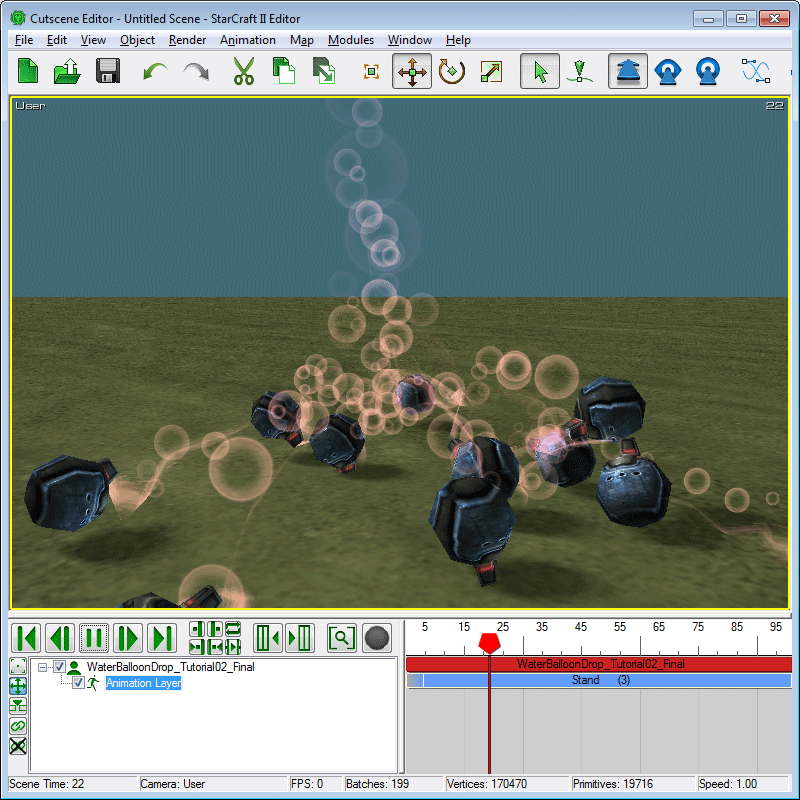 Cutscene Editor - Untitled Scene - StarCraft II Editor
File Edit View Object Render Animation Map Modules Window Help
User 22
5 15 25 35 45 55 65 75 85 95
WaterBalloonDrop_Tutorial02_Final WaterBalloonDrop_Tutorial02_Final
Animation Layer Stand (3)
Scene Time: 22 Camera: User FPS: 0 Batches: 199 Vertices: 170470 Primitives: 19716 Speed: 1.00